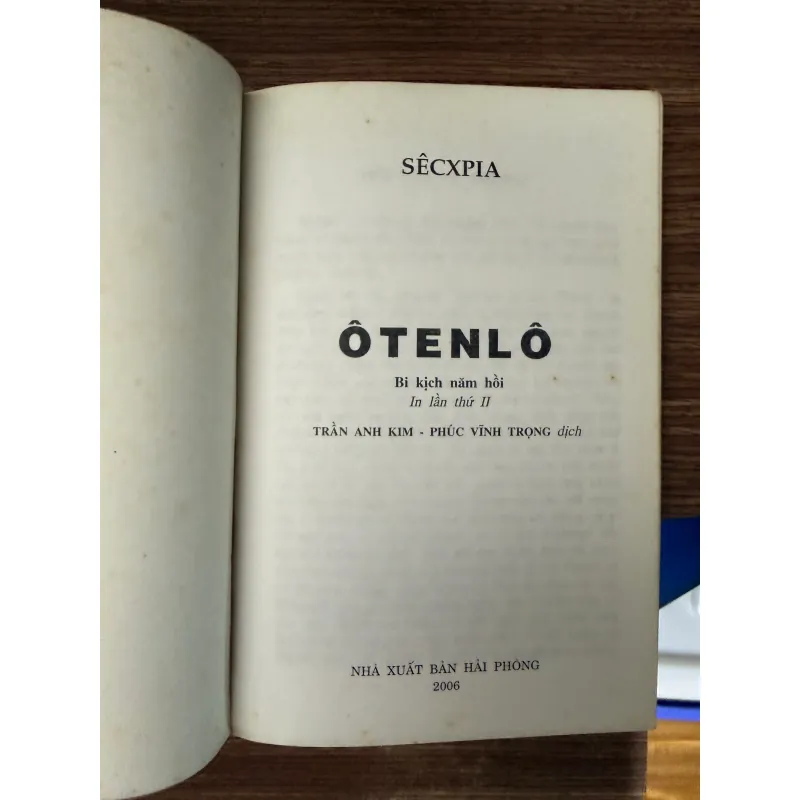 SÊCXPIA
ÔTENLÔ
Bi kịch năm hồi
In lần thứ II
TRẦN ANH KIM - PHÚC VĨNH TRỌNG dịch
NHÀ XUẤT BẢN HẢI PHÒNG
2006